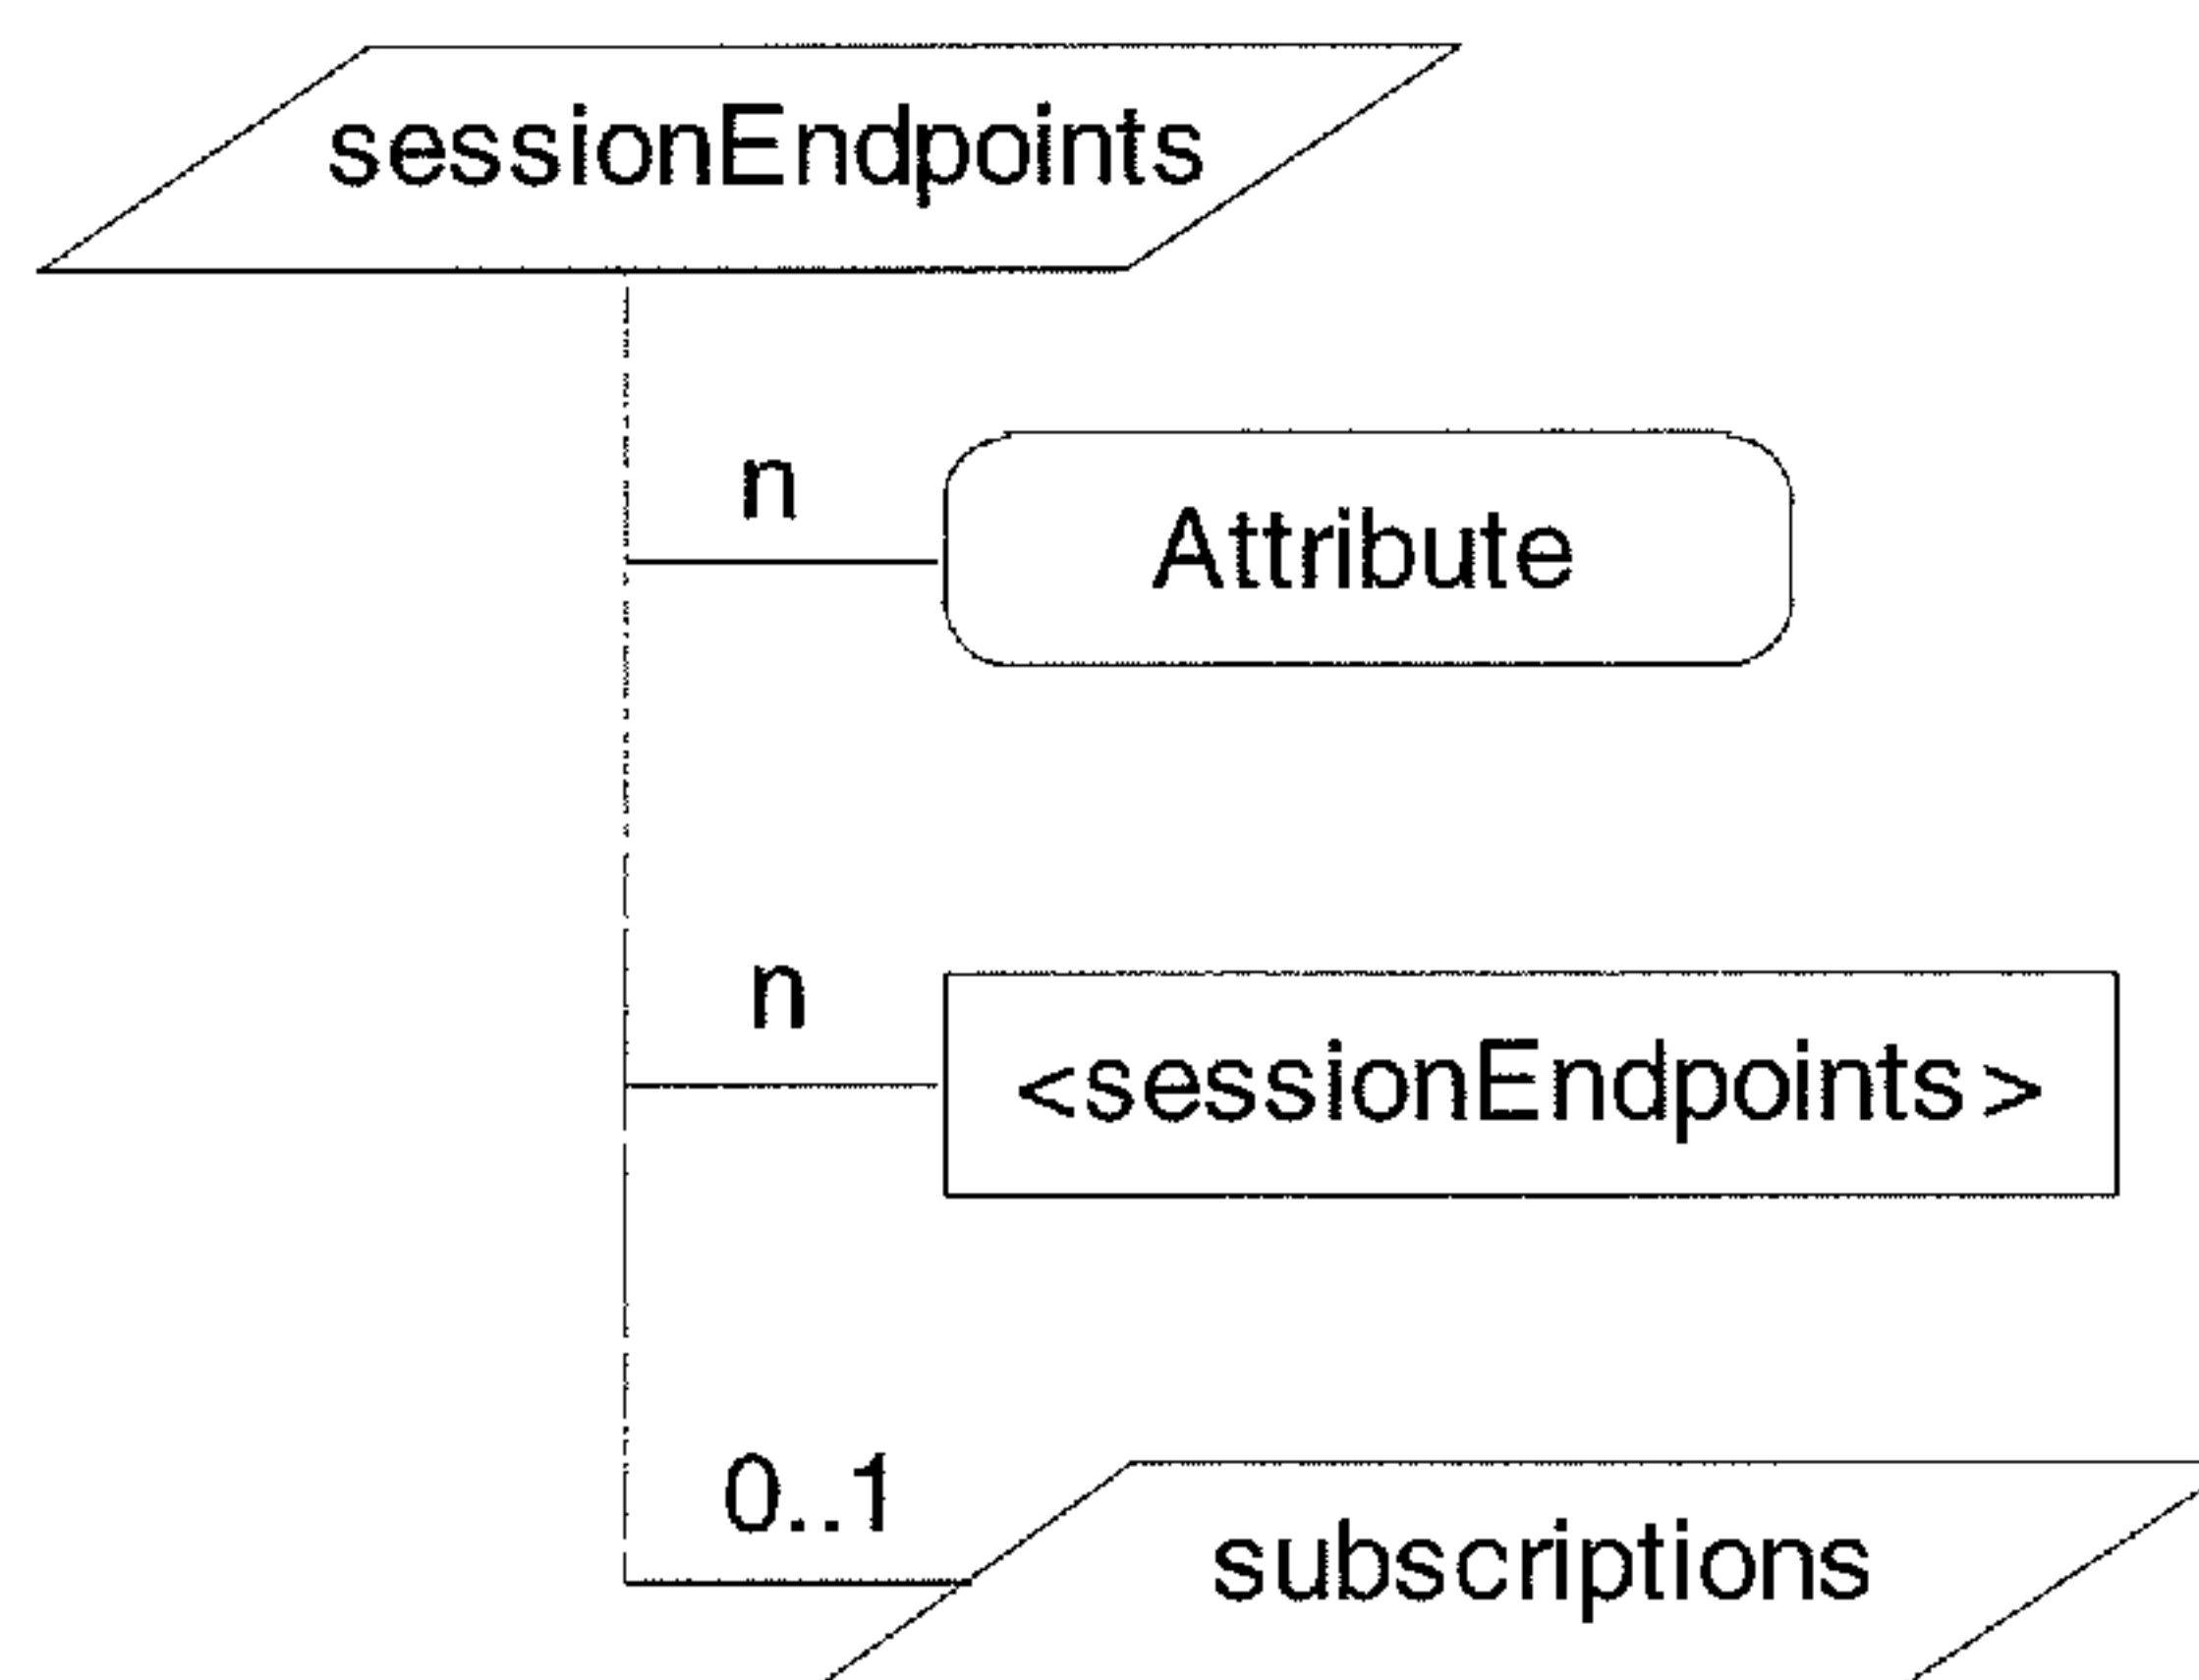 sessionEndpoints
n
Attribute
n
<sessionEndpoints>
0..1
subscriptions